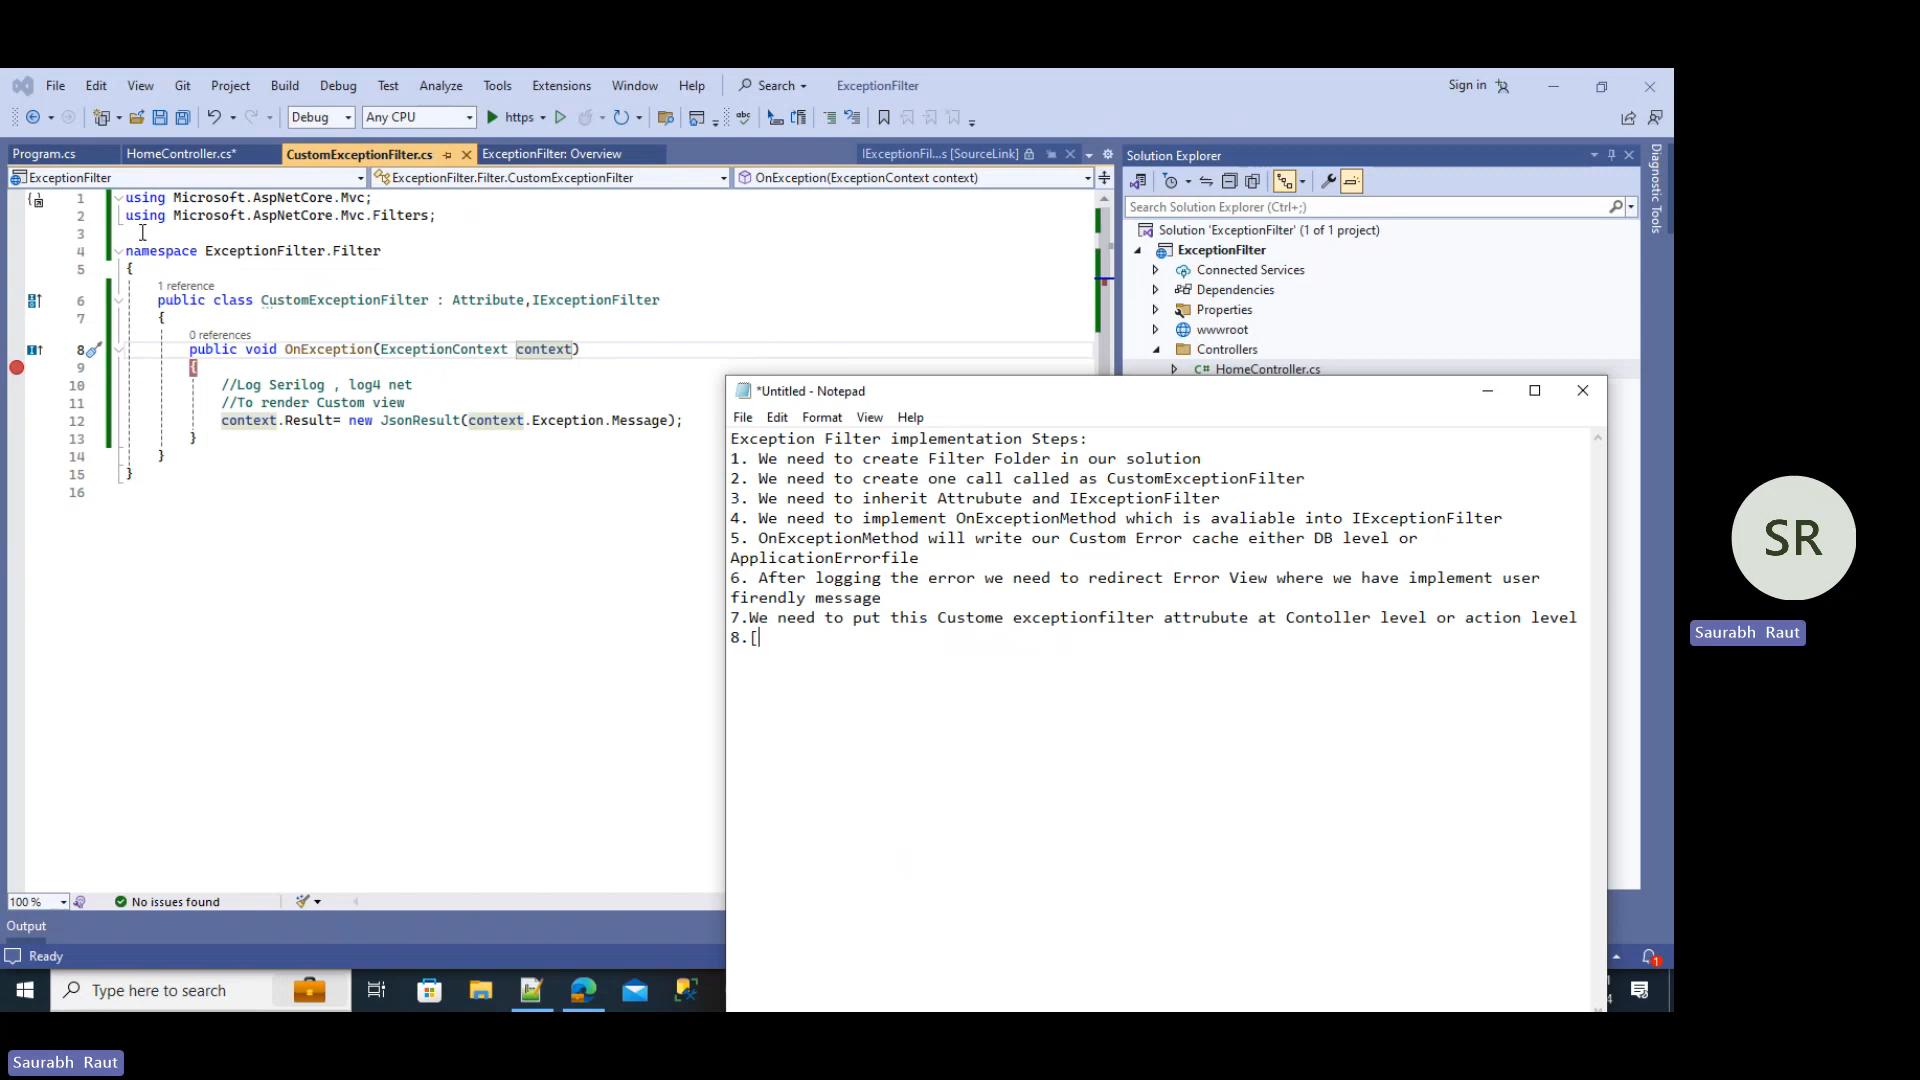 File Edit View Git Project Build Debug Test Analyze Tools Extensions Window Help Search ExceptionFilter Sign in
Debug Any CPU https
Program.cs HomeController.cs* CustomExceptionFilter.cs ExceptionFilter: Overview IExceptionFil...s [SourceLink] Solution Explorer
ExceptionFilter ExceptionFilter.Filter.CustomExceptionFilter OnException(ExceptionContext context)
Search Solution Explorer (Ctrl+;)
Solution 'ExceptionFilter' (1 of 1 project)
ExceptionFilter
Connected Services
Dependencies
Properties
wwwroot
Controllers
C# HomeController.cs
Diagnostic Tools
1 using Microsoft.AspNetCore.Mvc;
2 using Microsoft.AspNetCore.Mvc.Filters;
3
4 namespace ExceptionFilter.Filter
5 {
1 reference
6 public class CustomExceptionFilter : Attribute,IExceptionFilter
7 {
0 references
8 public void OnException(ExceptionContext context)
9 {
10 //Log Serilog , log4 net
11 //To render Custom view
12 context.Result= new JsonResult(context.Exception.Message);
13 }
14 }
15 }
16
*Untitled - Notepad
File Edit Format View Help
Exception Filter implementation Steps:
1. We need to create Filter Folder in our solution
2. We need to create one call called as CustomExceptionFilter
3. We need to inherit Attrubute and IExceptionFilter
4. We need to implement OnExceptionMethod which is avaliable into IExceptionFilter
5. OnExceptionMethod will write our Custom Error cache either DB level or
ApplicationErrorfile
6. After logging the error we need to redirect Error View where we have implement user
firendly message
7.We need to put this Custome exceptionfilter attrubute at Contoller level or action level
8.[
SR
Saurabh Raut
100 % No issues found
Output
Ready
1
Type here to search
4
Saurabh Raut